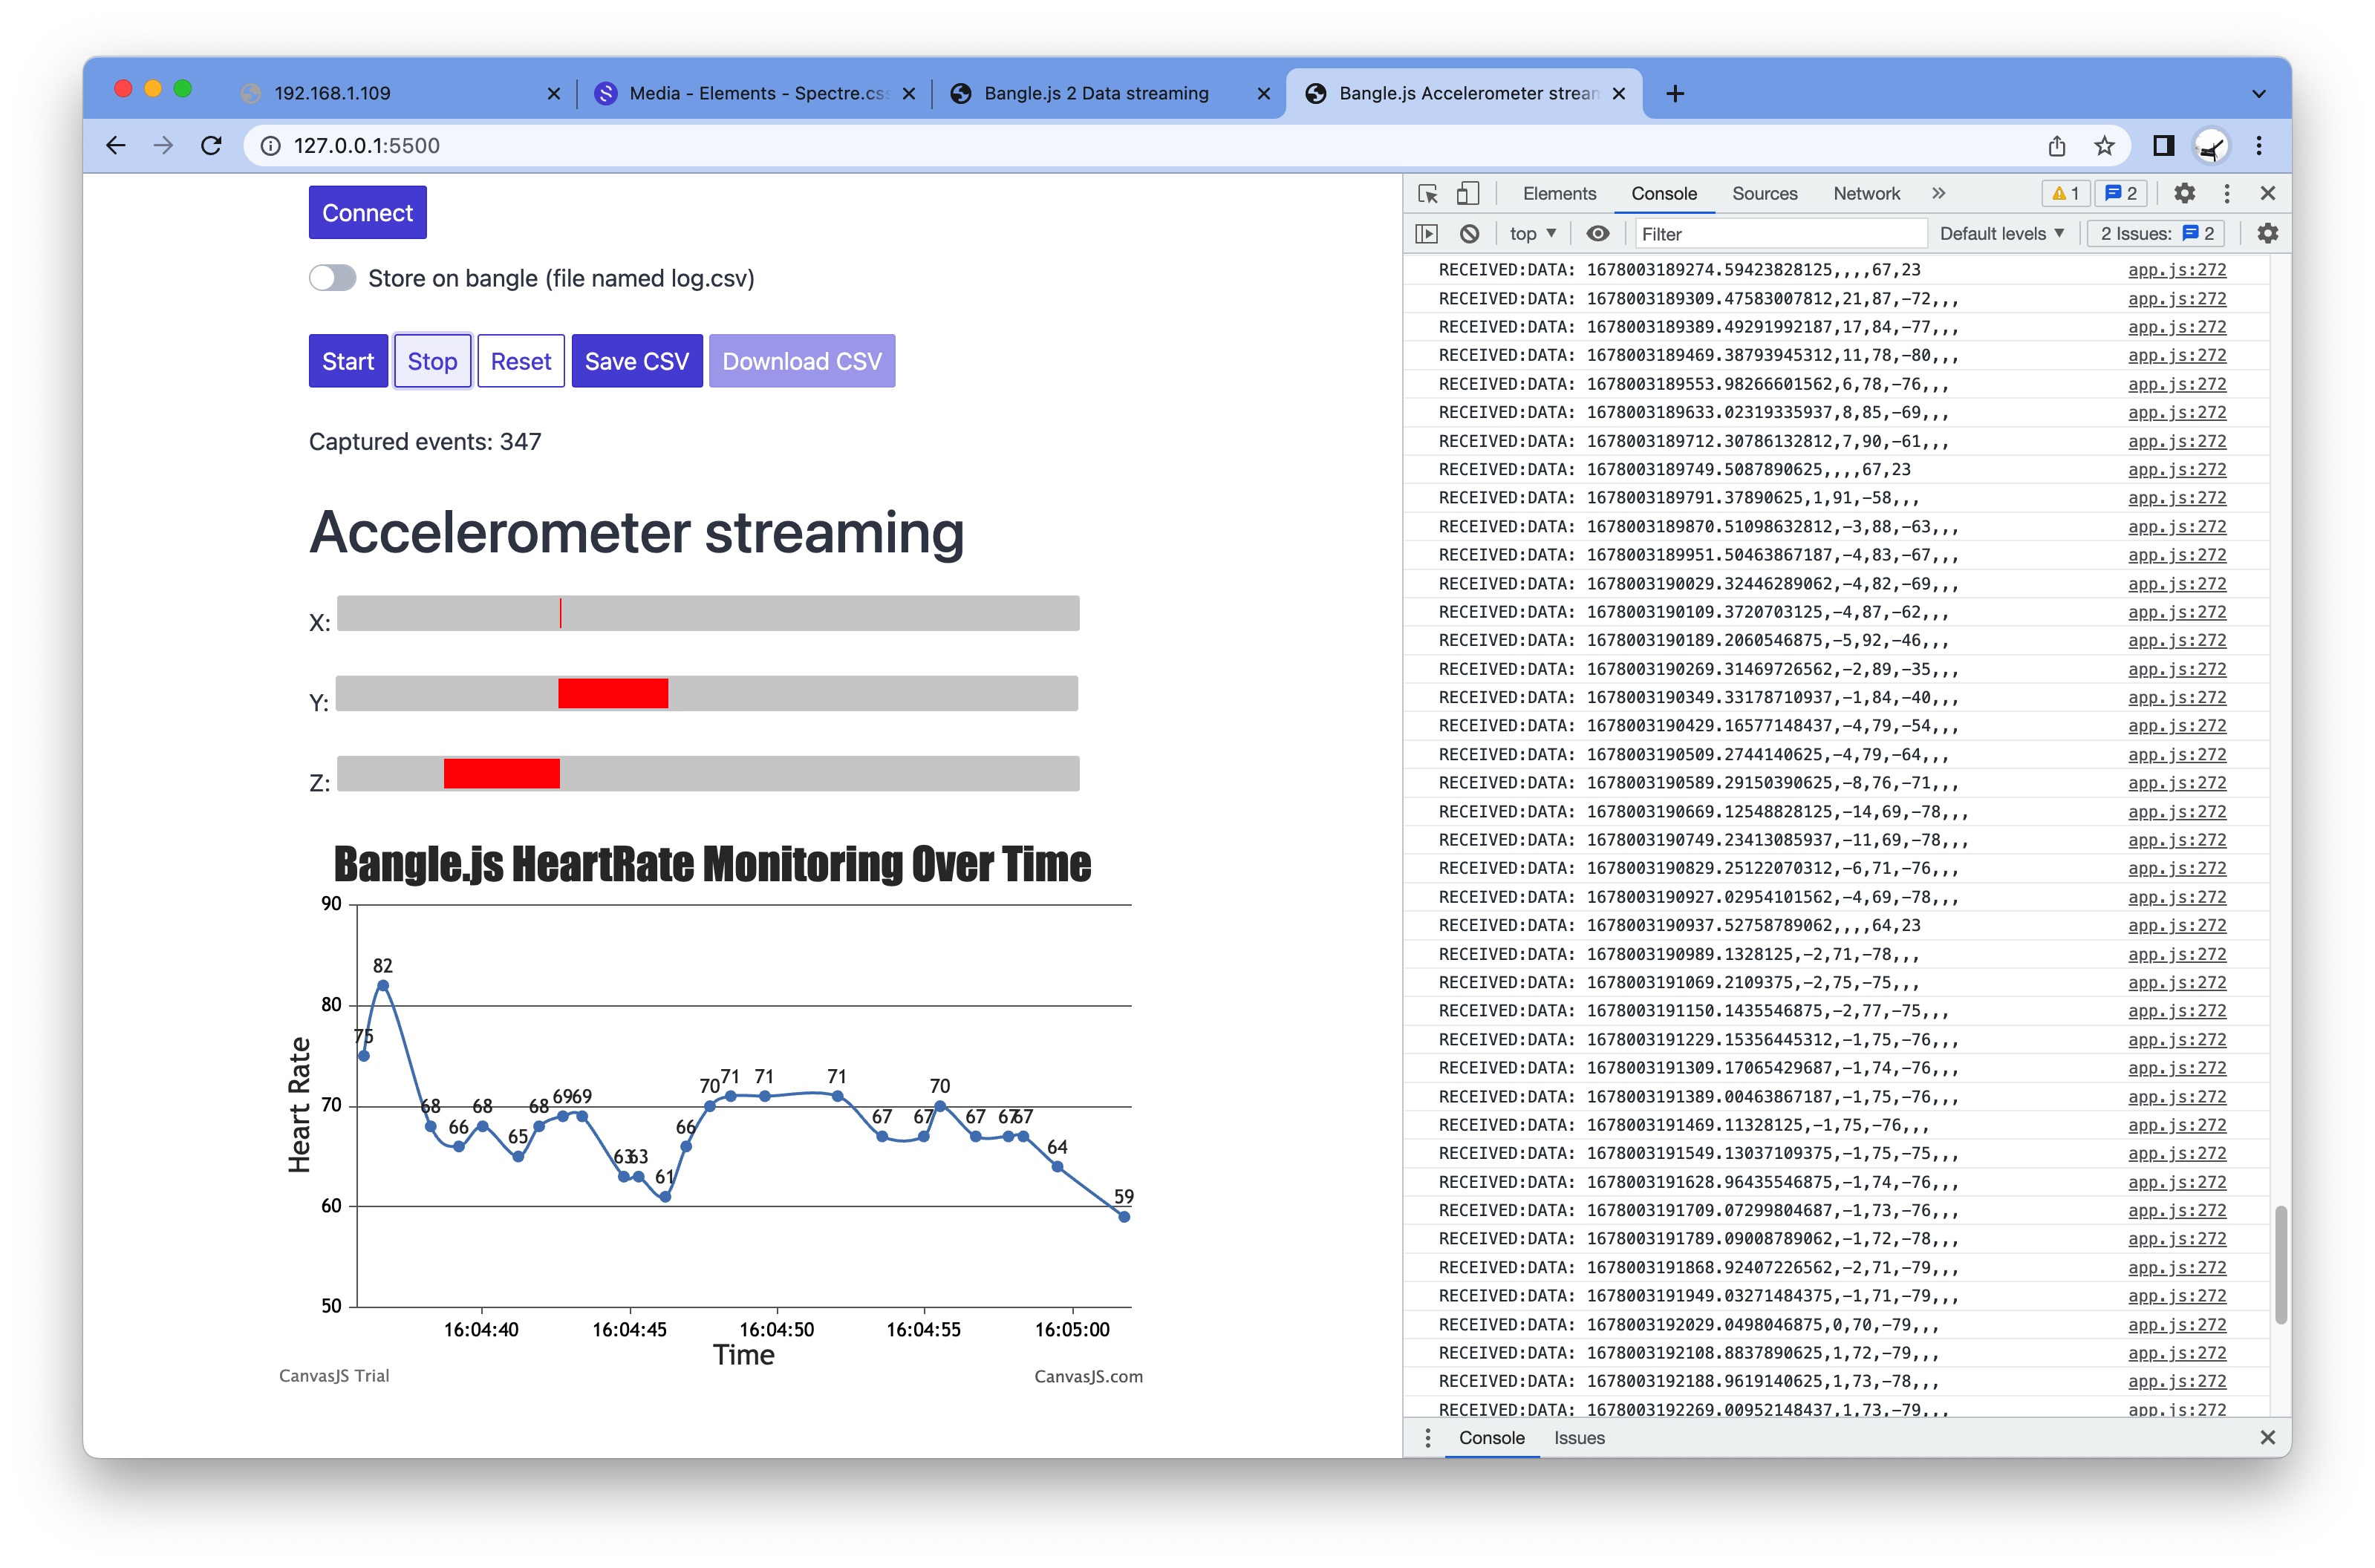 192.168.1.109
Media - Elements - Spectre.css
Bangle.js 2 Data streaming
Bangle.js Accelerometer strean
127.0.0.1:5500
Connect
Store on bangle (file named log.csv)
Start Stop Reset Save CSV Download CSV
Captured events: 347
Accelerometer streaming
X:
Y:
Z:
Bangle.js HeartRate Monitoring Over Time
90
80
70
60
50
Heart Rate
75
82
68
66
68
65
68
69
69
63
63
61
66
70
71
71
71
67
67
70
67
67
67
64
59
16:04:40 16:04:45 16:04:50 16:04:55 16:05:00
Time
CanvasJS Trial
CanvasJS.com
Elements Console Sources Network » 1 2
top Filter Default levels 2 Issues: 2
RECEIVED:DATA: 1678003189274.59423828125,,,,67,23 app.js:272
RECEIVED:DATA: 1678003189309.47583007812,21,87,-72,,, app.js:272
RECEIVED:DATA: 1678003189389.49291992187,17,84,-77,,, app.js:272
RECEIVED:DATA: 1678003189469.38793945312,11,78,-80,,, app.js:272
RECEIVED:DATA: 1678003189553.98266601562,6,78,-76,,, app.js:272
RECEIVED:DATA: 1678003189633.02319335937,8,85,-69,,, app.js:272
RECEIVED:DATA: 1678003189712.30786132812,7,90,-61,,, app.js:272
RECEIVED:DATA: 1678003189749.5087890625,,,,67,23 app.js:272
RECEIVED:DATA: 1678003189791.37890625,1,91,-58,,, app.js:272
RECEIVED:DATA: 1678003189870.51098632812,-3,88,-63,,, app.js:272
RECEIVED:DATA: 1678003189951.50463867187,-4,83,-67,,, app.js:272
RECEIVED:DATA: 1678003190029.32446289062,-4,82,-69,,, app.js:272
RECEIVED:DATA: 1678003190109.3720703125,-4,87,-62,,, app.js:272
RECEIVED:DATA: 1678003190189.2060546875,-5,92,-46,,, app.js:272
RECEIVED:DATA: 1678003190269.31469726562,-2,89,-35,,, app.js:272
RECEIVED:DATA: 1678003190349.33178710937,-1,84,-40,,, app.js:272
RECEIVED:DATA: 1678003190429.16577148437,-4,79,-54,,, app.js:272
RECEIVED:DATA: 1678003190509.2744140625,-4,79,-64,,, app.js:272
RECEIVED:DATA: 1678003190589.29150390625,-8,76,-71,,, app.js:272
RECEIVED:DATA: 1678003190669.12548828125,-14,69,-78,,, app.js:272
RECEIVED:DATA: 1678003190749.23413085937,-11,69,-78,,, app.js:272
RECEIVED:DATA: 1678003190829.25122070312,-6,71,-76,,, app.js:272
RECEIVED:DATA: 1678003190927.02954101562,-4,69,-78,,, app.js:272
RECEIVED:DATA: 1678003190937.52758789062,,,,64,23 app.js:272
RECEIVED:DATA: 1678003190989.1328125,-2,71,-78,,, app.js:272
RECEIVED:DATA: 1678003191069.2109375,-2,75,-75,,, app.js:272
RECEIVED:DATA: 1678003191150.1435546875,-2,77,-75,,, app.js:272
RECEIVED:DATA: 1678003191229.15356445312,-1,75,-76,,, app.js:272
RECEIVED:DATA: 1678003191309.17065429687,-1,74,-76,,, app.js:272
RECEIVED:DATA: 1678003191389.00463867187,-1,75,-76,,, app.js:272
RECEIVED:DATA: 1678003191469.11328125,-1,75,-76,,, app.js:272
RECEIVED:DATA: 1678003191549.13037109375,-1,75,-75,,, app.js:272
RECEIVED:DATA: 1678003191628.96435546875,-1,74,-76,,, app.js:272
RECEIVED:DATA: 1678003191709.07299804687,-1,73,-76,,, app.js:272
RECEIVED:DATA: 1678003191789.09008789062,-1,72,-78,,, app.js:272
RECEIVED:DATA: 1678003191868.92407226562,-2,71,-79,,, app.js:272
RECEIVED:DATA: 1678003191949.03271484375,-1,71,-79,,, app.js:272
RECEIVED:DATA: 1678003192029.0498046875,0,70,-79,,, app.js:272
RECEIVED:DATA: 1678003192108.8837890625,1,72,-79,,, app.js:272
RECEIVED:DATA: 1678003192188.9619140625,1,73,-78,,, app.js:272
RECEIVED:DATA: 1678003192269.00952148437,1,73,-79,,, app.js:272
Console Issues